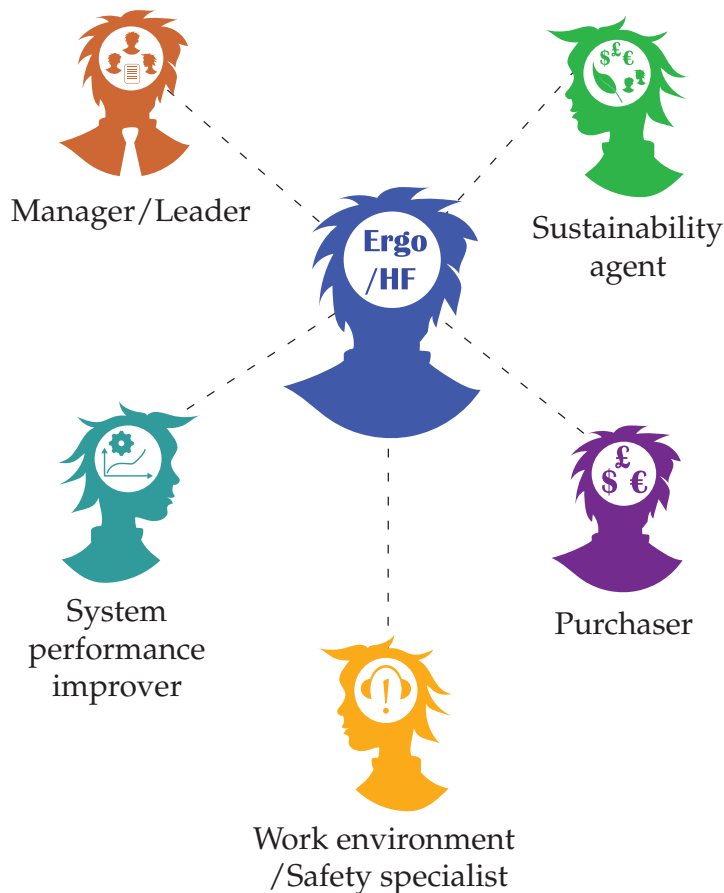 $ £ €
Manager/Leader
Sustainability
agent
Ergo
/HF
£
$ €
System
performance
improver
Purchaser
!
Work environment
/Safety specialist